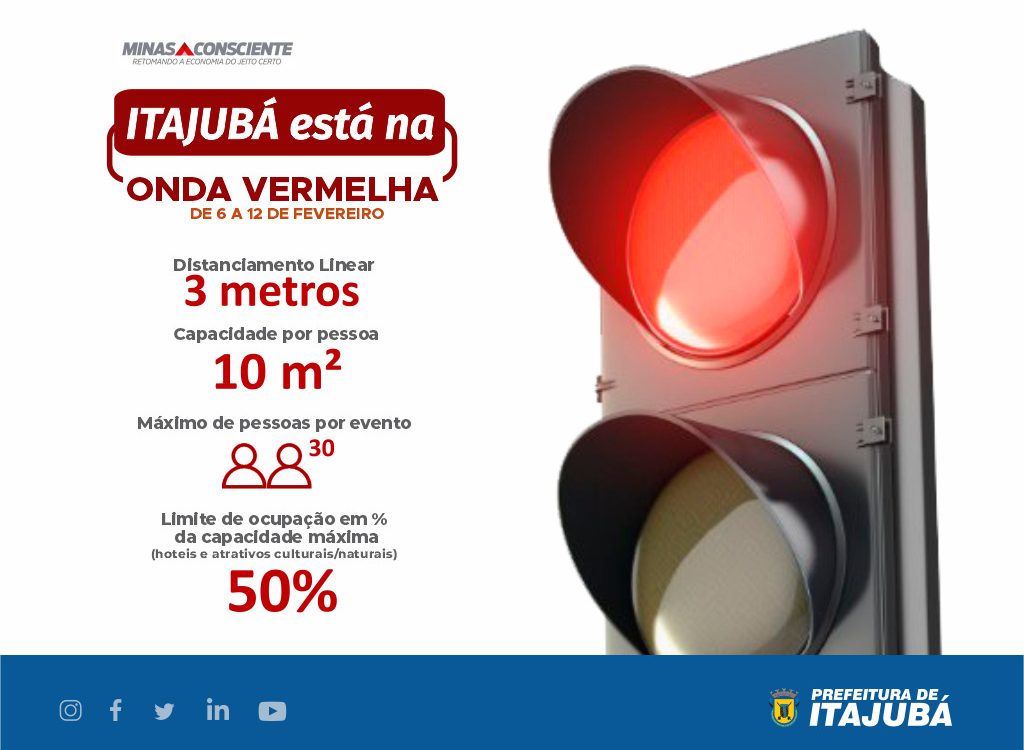 MINAS CONSCIENTE
RETOMANDO A ECONOMIA DO JEITO CERTO
ITAJUBÁ está na
ONDA VERMELHA
DE 6 A 12 DE FEVEREIRO
Distanciamento Linear
3 metros
Capacidade por pessoa
10 m²
Máximo de pessoas por evento
30
Limite de ocupação em %
da capacidade máxima
(hoteis e atrativos culturais/naturais)
50%
PREFEITURA DE
ITAJUBÁ